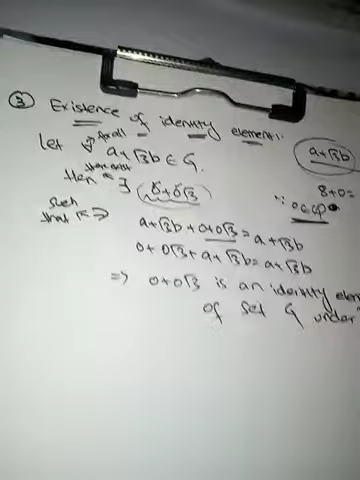 ③ Existence of identity element:
let ∀ for all a+√3b ∈ G
then there exist ∃ (0+0√3)
such that ⇒
a+√3b + 0+0√3 = a+√3b
0+0√3 + a+√3b = a+√3b
⇒ 0+0√3 is an identity ele
of set G under
a+√3b
8+0=
∵ 0∈Q